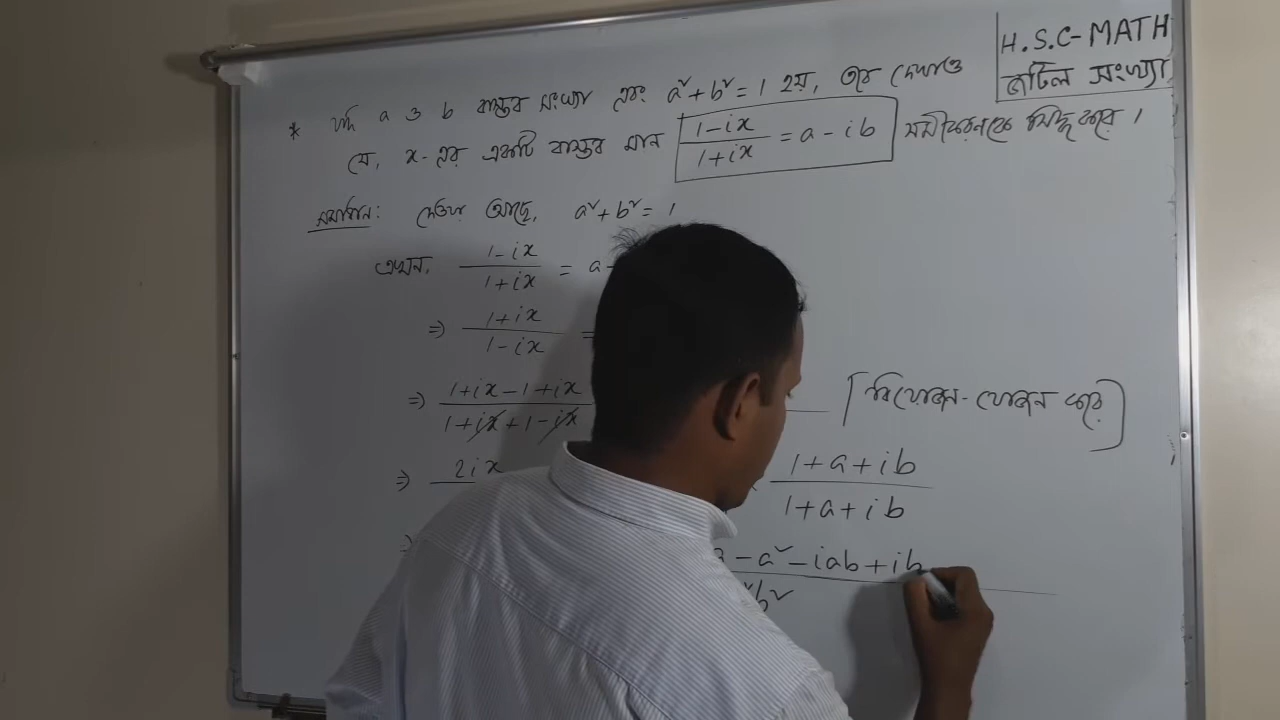 H.S.C-MATH
জটিল সংখ্যা
* যদি a ও b বাস্তব সংখ্যা এবং a² + b² = 1 হয়, তবে দেখাও
যে, x-এর একটি বাস্তব মান (1-ix)/(1+ix) = a - ib সমীকরণকে সিদ্ধ করে।
সমাধান: দেওয়া আছে, a² + b² = 1
এখন, (1-ix)/(1+ix) = a
⇒ (1+ix)/(1-ix) =
⇒ (1+ix-1+ix)/(1+ix+1-ix) [বিয়োজন-যোজন করে]
⇒ 2ix (1+a+ib)/(1+a+ib)
⇒ - a² - iab + ib
b²